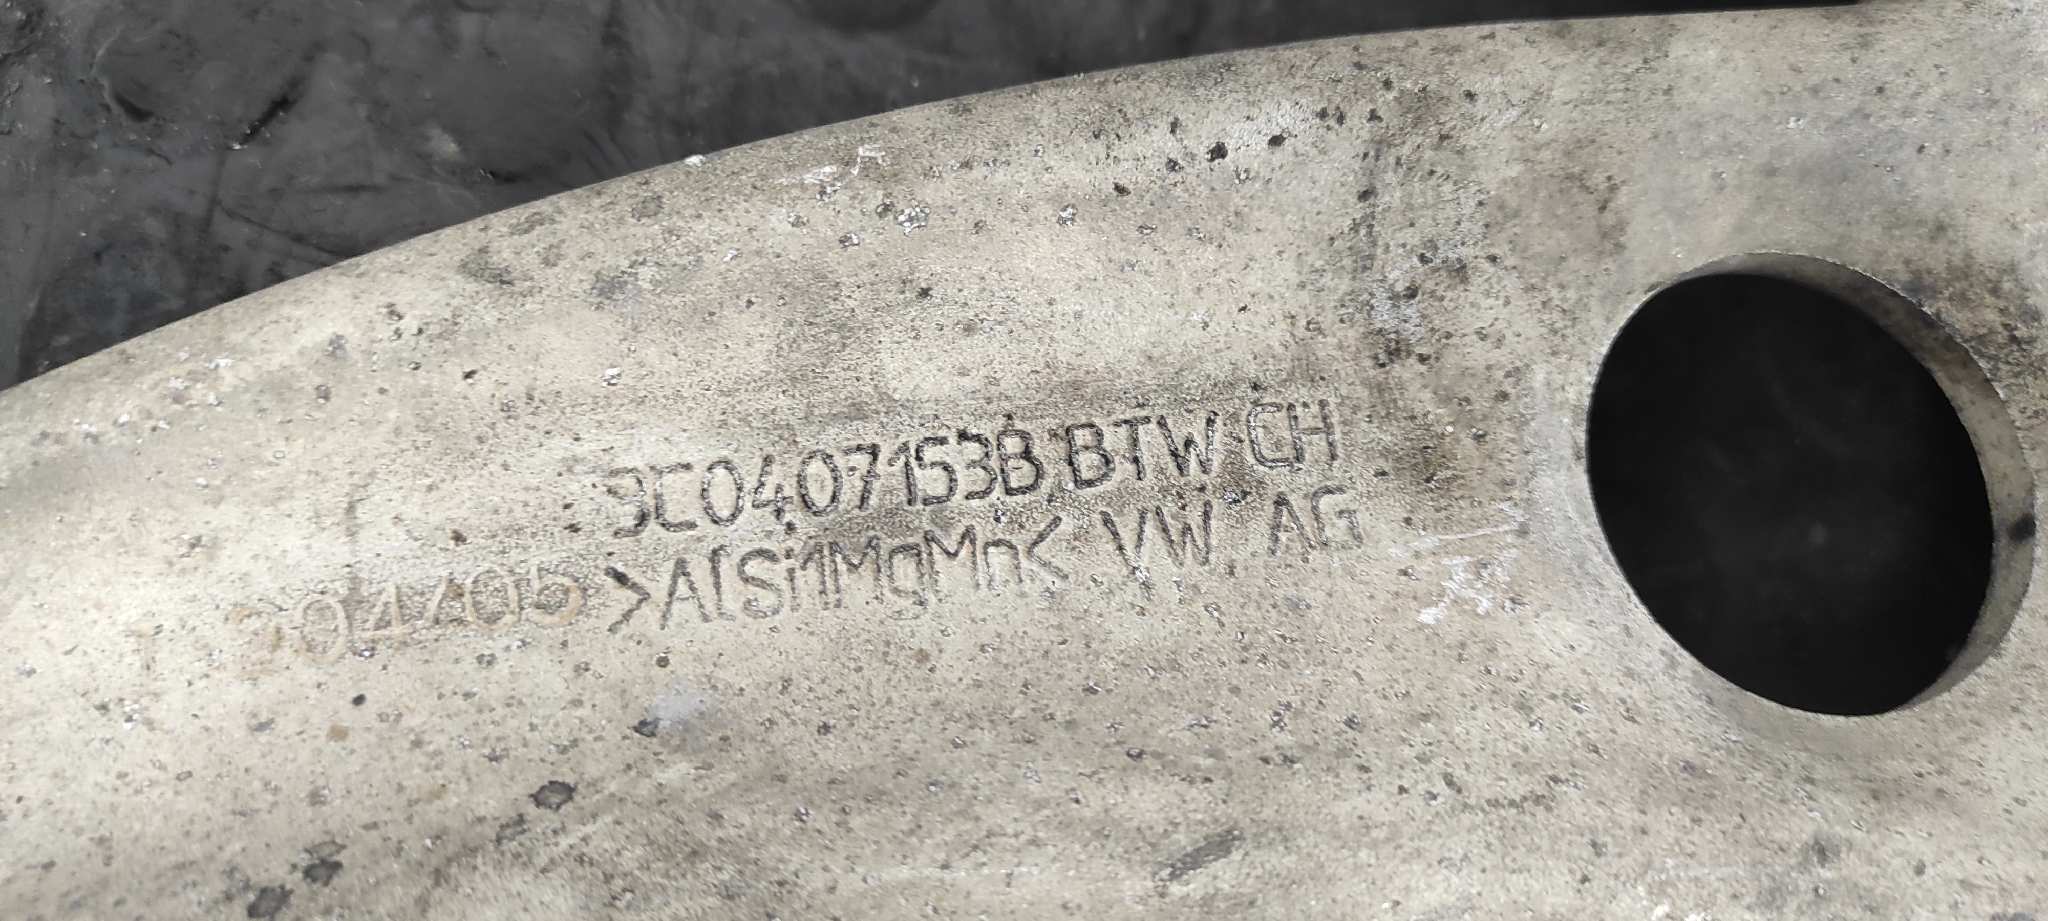 3C0407153B BTW CH
304405 >AlSi1MgMn< VW AG